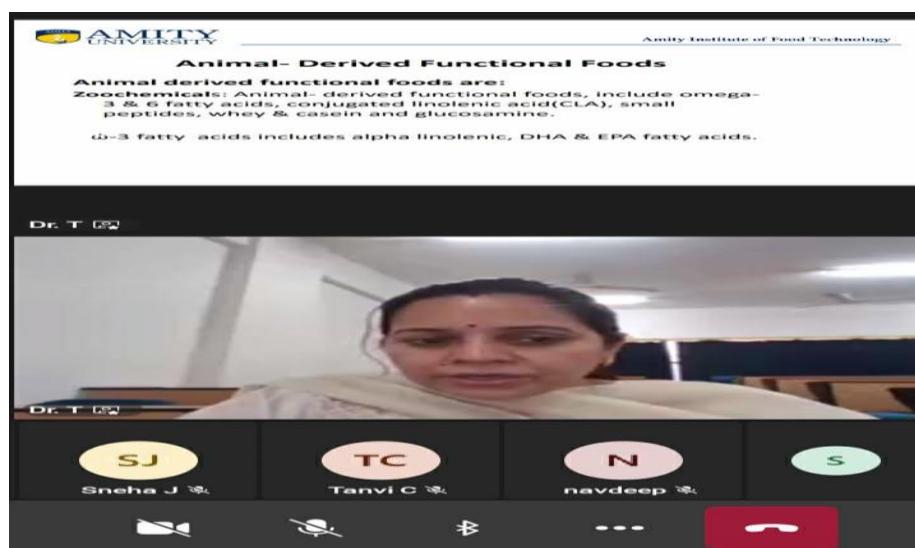 AMITY
UNIVERSITY
Amity Institute of Food Technology
Animal- Derived Functional Foods
Animal derived functional foods are:
Zoochemicals: Animal- derived functional foods, include omega-
3 & 6 fatty acids, conjugated linolenic acid(CLA), small
peptides, whey & casein and glucosamine.
ώ-3 fatty acids includes alpha linolenic, DHA & EPA fatty acids.
Dr. T
Dr. T
SJ
TC
N
S
Sneha J
Tanvi C
navdeep